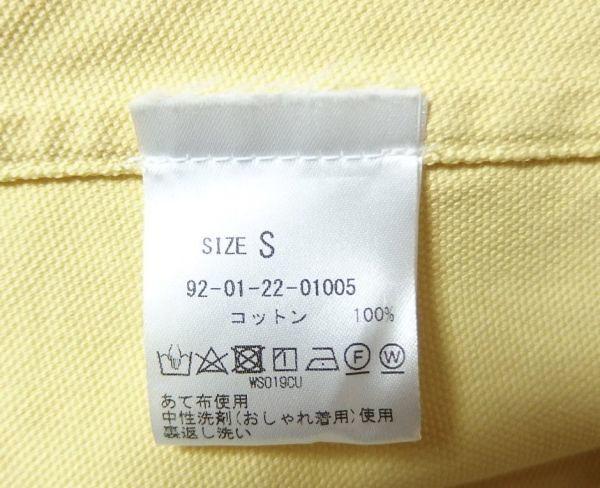 SIZE S
92-01-22-01005
コットン 100%
F W
WS019CU
あて布使用
中性洗剤(おしゃれ着用)使用
裏返し洗い